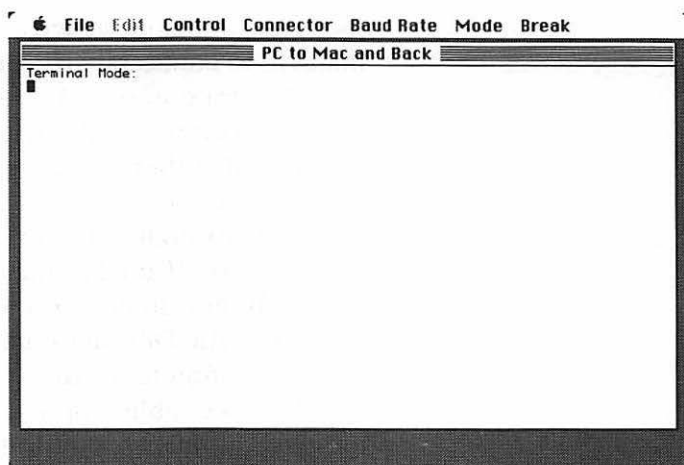 File Edit Control Connector Baud Rate Mode Break
PC to Mac and Back
Terminal Mode: